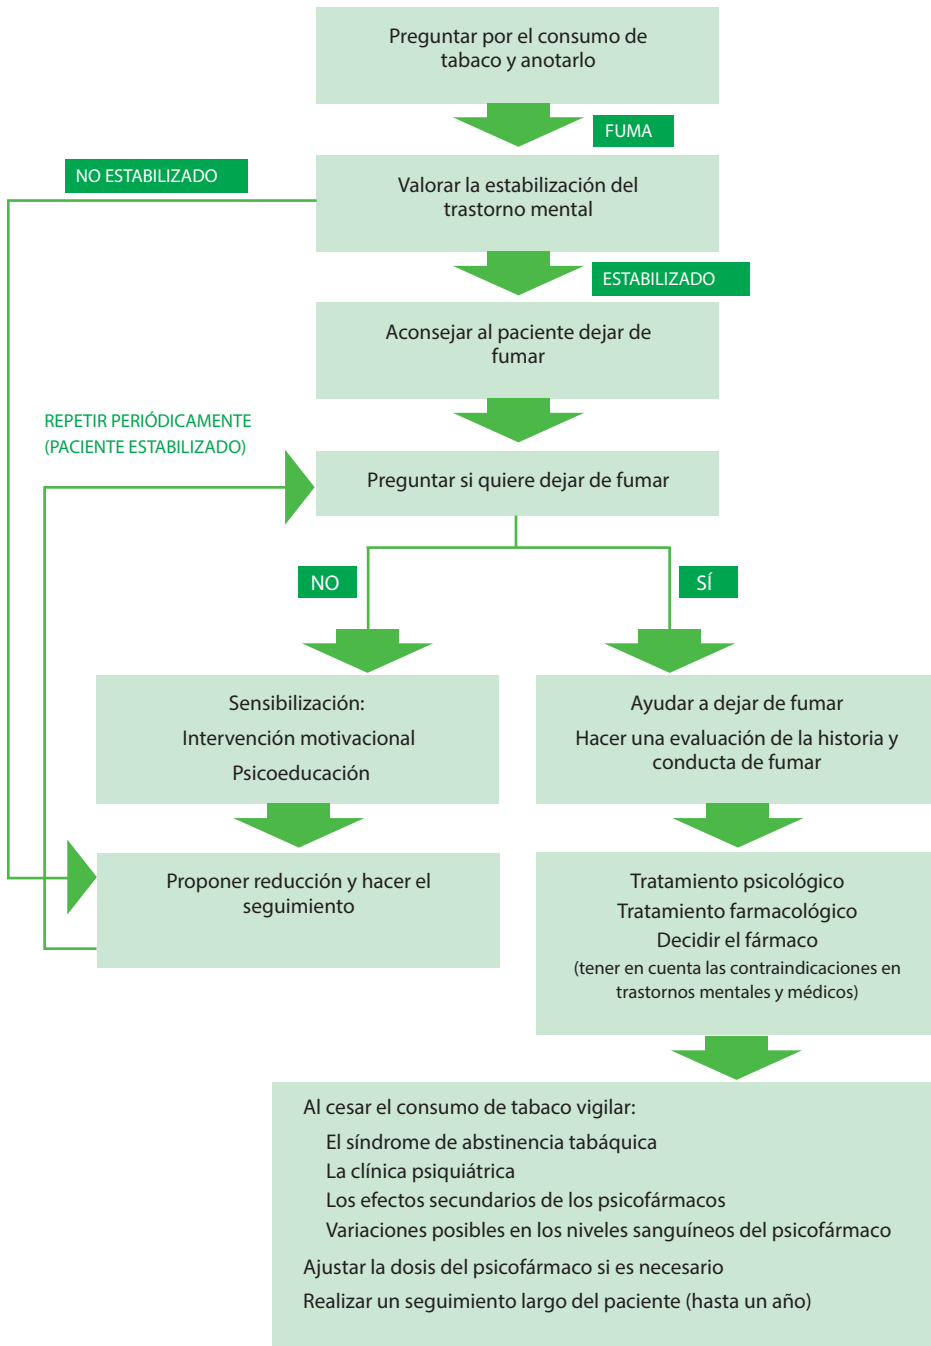 Preguntar por el consumo de
tabaco y anotarlo
FUMA
NO ESTABILIZADO
Valorar la estabilización del
trastorno mental
ESTABILIZADO
Aconsejar al paciente dejar de
fumar
REPETIR PERIÓDICAMENTE
(PACIENTE ESTABILIZADO)
Preguntar si quiere dejar de fumar
NO
SÍ
Sensibilización:
Intervención motivacional
Psicoeducación
Ayudar a dejar de fumar
Hacer una evaluación de la historia y
conducta de fumar
Proponer reducción y hacer el
seguimiento
Tratamiento psicológico
Tratamiento farmacológico
Decidir el fármaco
(tener en cuenta las contraindicaciones en
trastornos mentales y médicos)
Al cesar el consumo de tabaco vigilar:
El síndrome de abstinencia tabáquica
La clínica psiquiátrica
Los efectos secundarios de los psicofármacos
Variaciones posibles en los niveles sanguíneos del psicofármaco
Ajustar la dosis del psicofármaco si es necesario
Realizar un seguimiento largo del paciente (hasta un año)